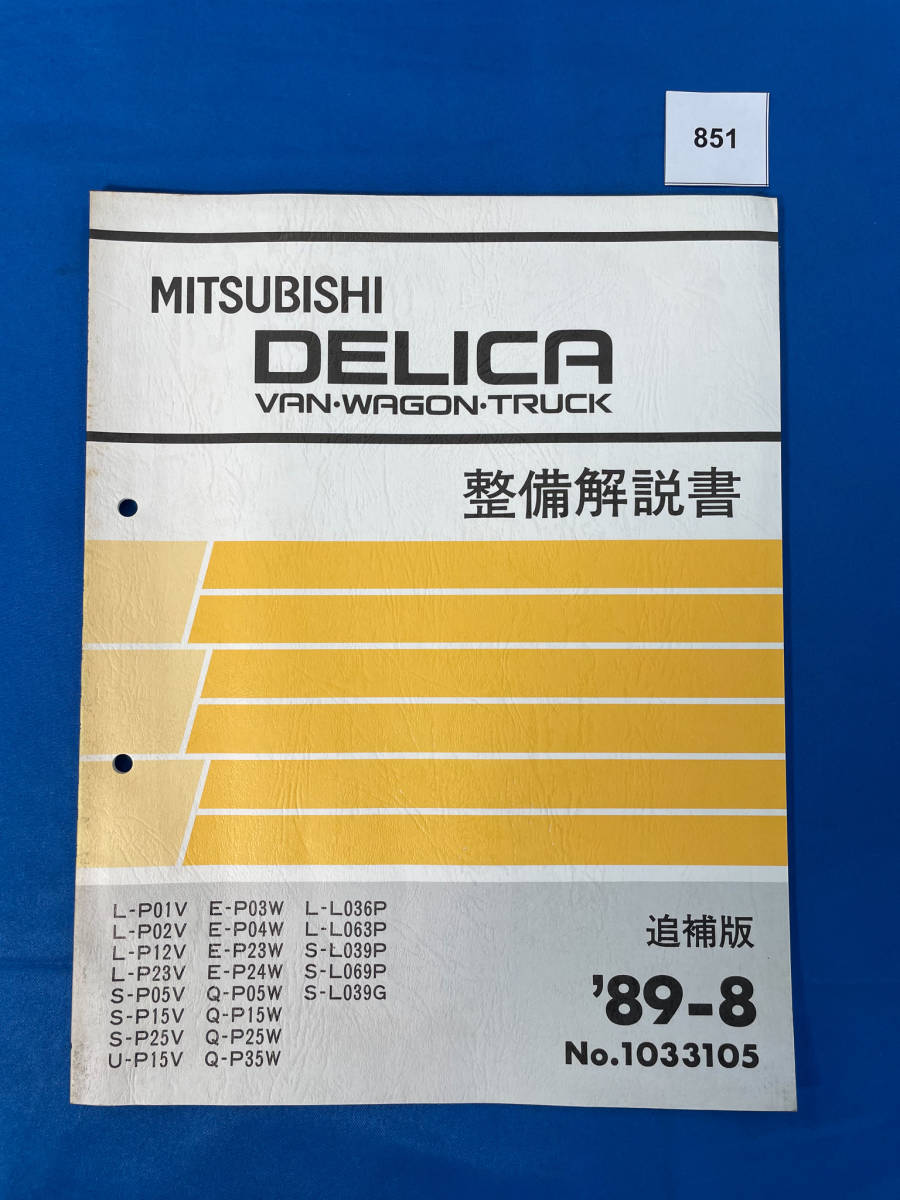 851
MITSUBISHI
DELICA
VAN・WAGON・TRUCK
整備解説書
L-P01V E-P03W L-L036P
L-P02V E-P04W L-L063P
L-P12V E-P23W S-L039P
L-P23V E-P24W S-L069P
S-P05V Q-P05W S-L039G
S-P15V Q-P15W
S-P25V Q-P25W
U-P15V Q-P35W
追補版
'89-8
No.1033105